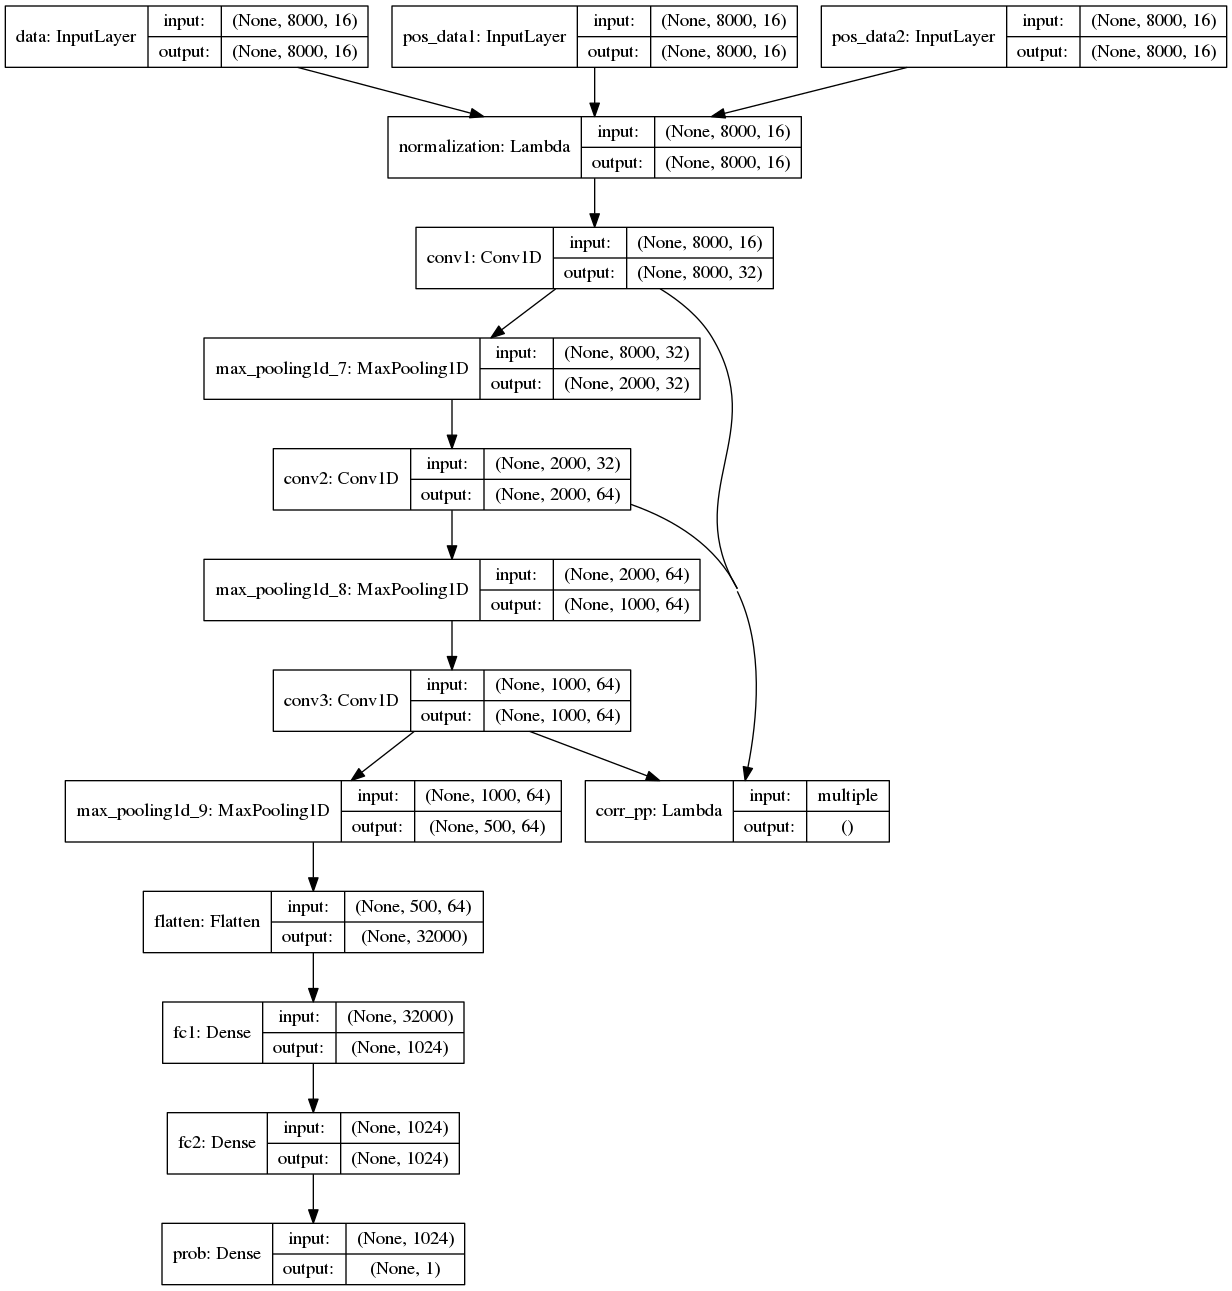 data: InputLayer
input: (None, 8000, 16)
output: (None, 8000, 16)
pos_data1: InputLayer
input: (None, 8000, 16)
output: (None, 8000, 16)
pos_data2: InputLayer
input: (None, 8000, 16)
output: (None, 8000, 16)
normalization: Lambda
input: (None, 8000, 16)
output: (None, 8000, 16)
conv1: Conv1D
input: (None, 8000, 16)
output: (None, 8000, 32)
max_pooling1d_7: MaxPooling1D
input: (None, 8000, 32)
output: (None, 2000, 32)
conv2: Conv1D
input: (None, 2000, 32)
output: (None, 2000, 64)
max_pooling1d_8: MaxPooling1D
input: (None, 2000, 64)
output: (None, 1000, 64)
conv3: Conv1D
input: (None, 1000, 64)
output: (None, 1000, 64)
max_pooling1d_9: MaxPooling1D
input: (None, 1000, 64)
output: (None, 500, 64)
corr_pp: Lambda
input: multiple
output: ()
flatten: Flatten
input: (None, 500, 64)
output: (None, 32000)
fc1: Dense
input: (None, 32000)
output: (None, 1024)
fc2: Dense
input: (None, 1024)
output: (None, 1024)
prob: Dense
input: (None, 1024)
output: (None, 1)